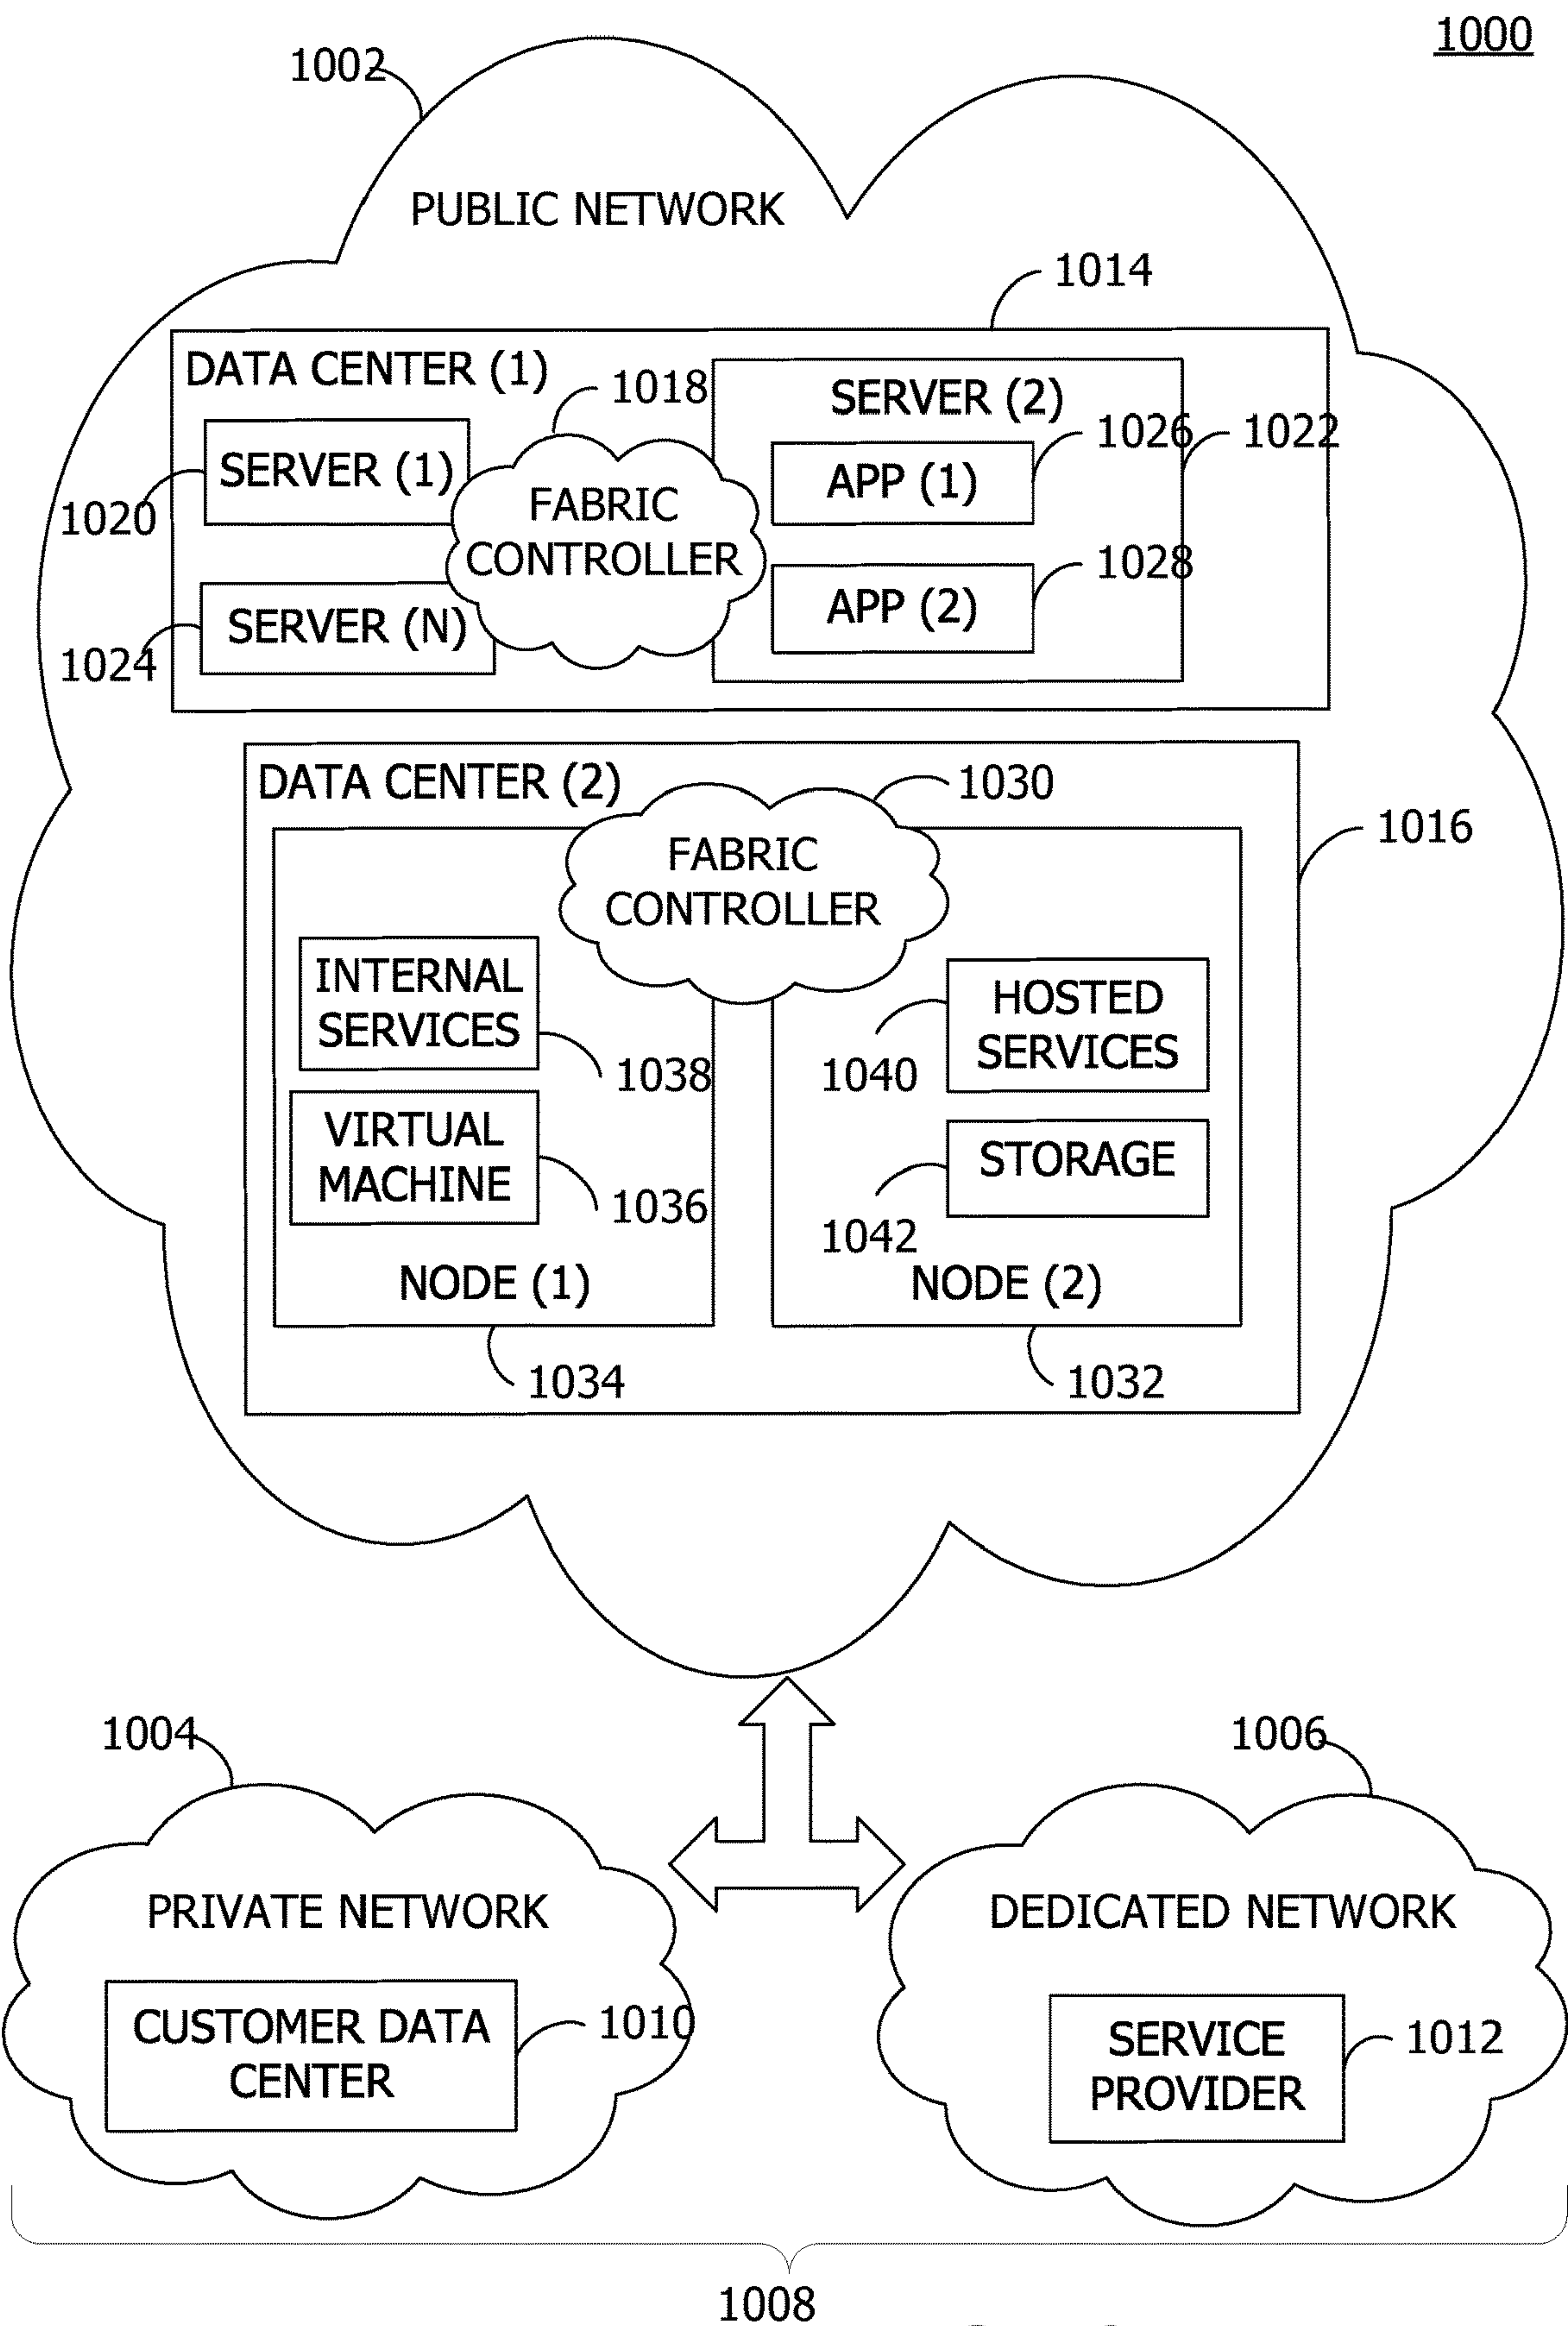 1000
1002
PUBLIC NETWORK
1014
DATA CENTER (1)
1018
SERVER (2)
1026
1022
SERVER (1)
APP (1)
FABRIC
CONTROLLER
1020
1028
APP (2)
SERVER (N)
1024
DATA CENTER (2)
1030
1016
FABRIC
CONTROLLER
INTERNAL
SERVICES
1038
HOSTED
SERVICES
1040
VIRTUAL
MACHINE
1036
STORAGE
1042
NODE (1)
NODE (2)
1034
1032
1004
1006
PRIVATE NETWORK
DEDICATED NETWORK
CUSTOMER DATA
CENTER
1010
SERVICE
PROVIDER
1012
1008